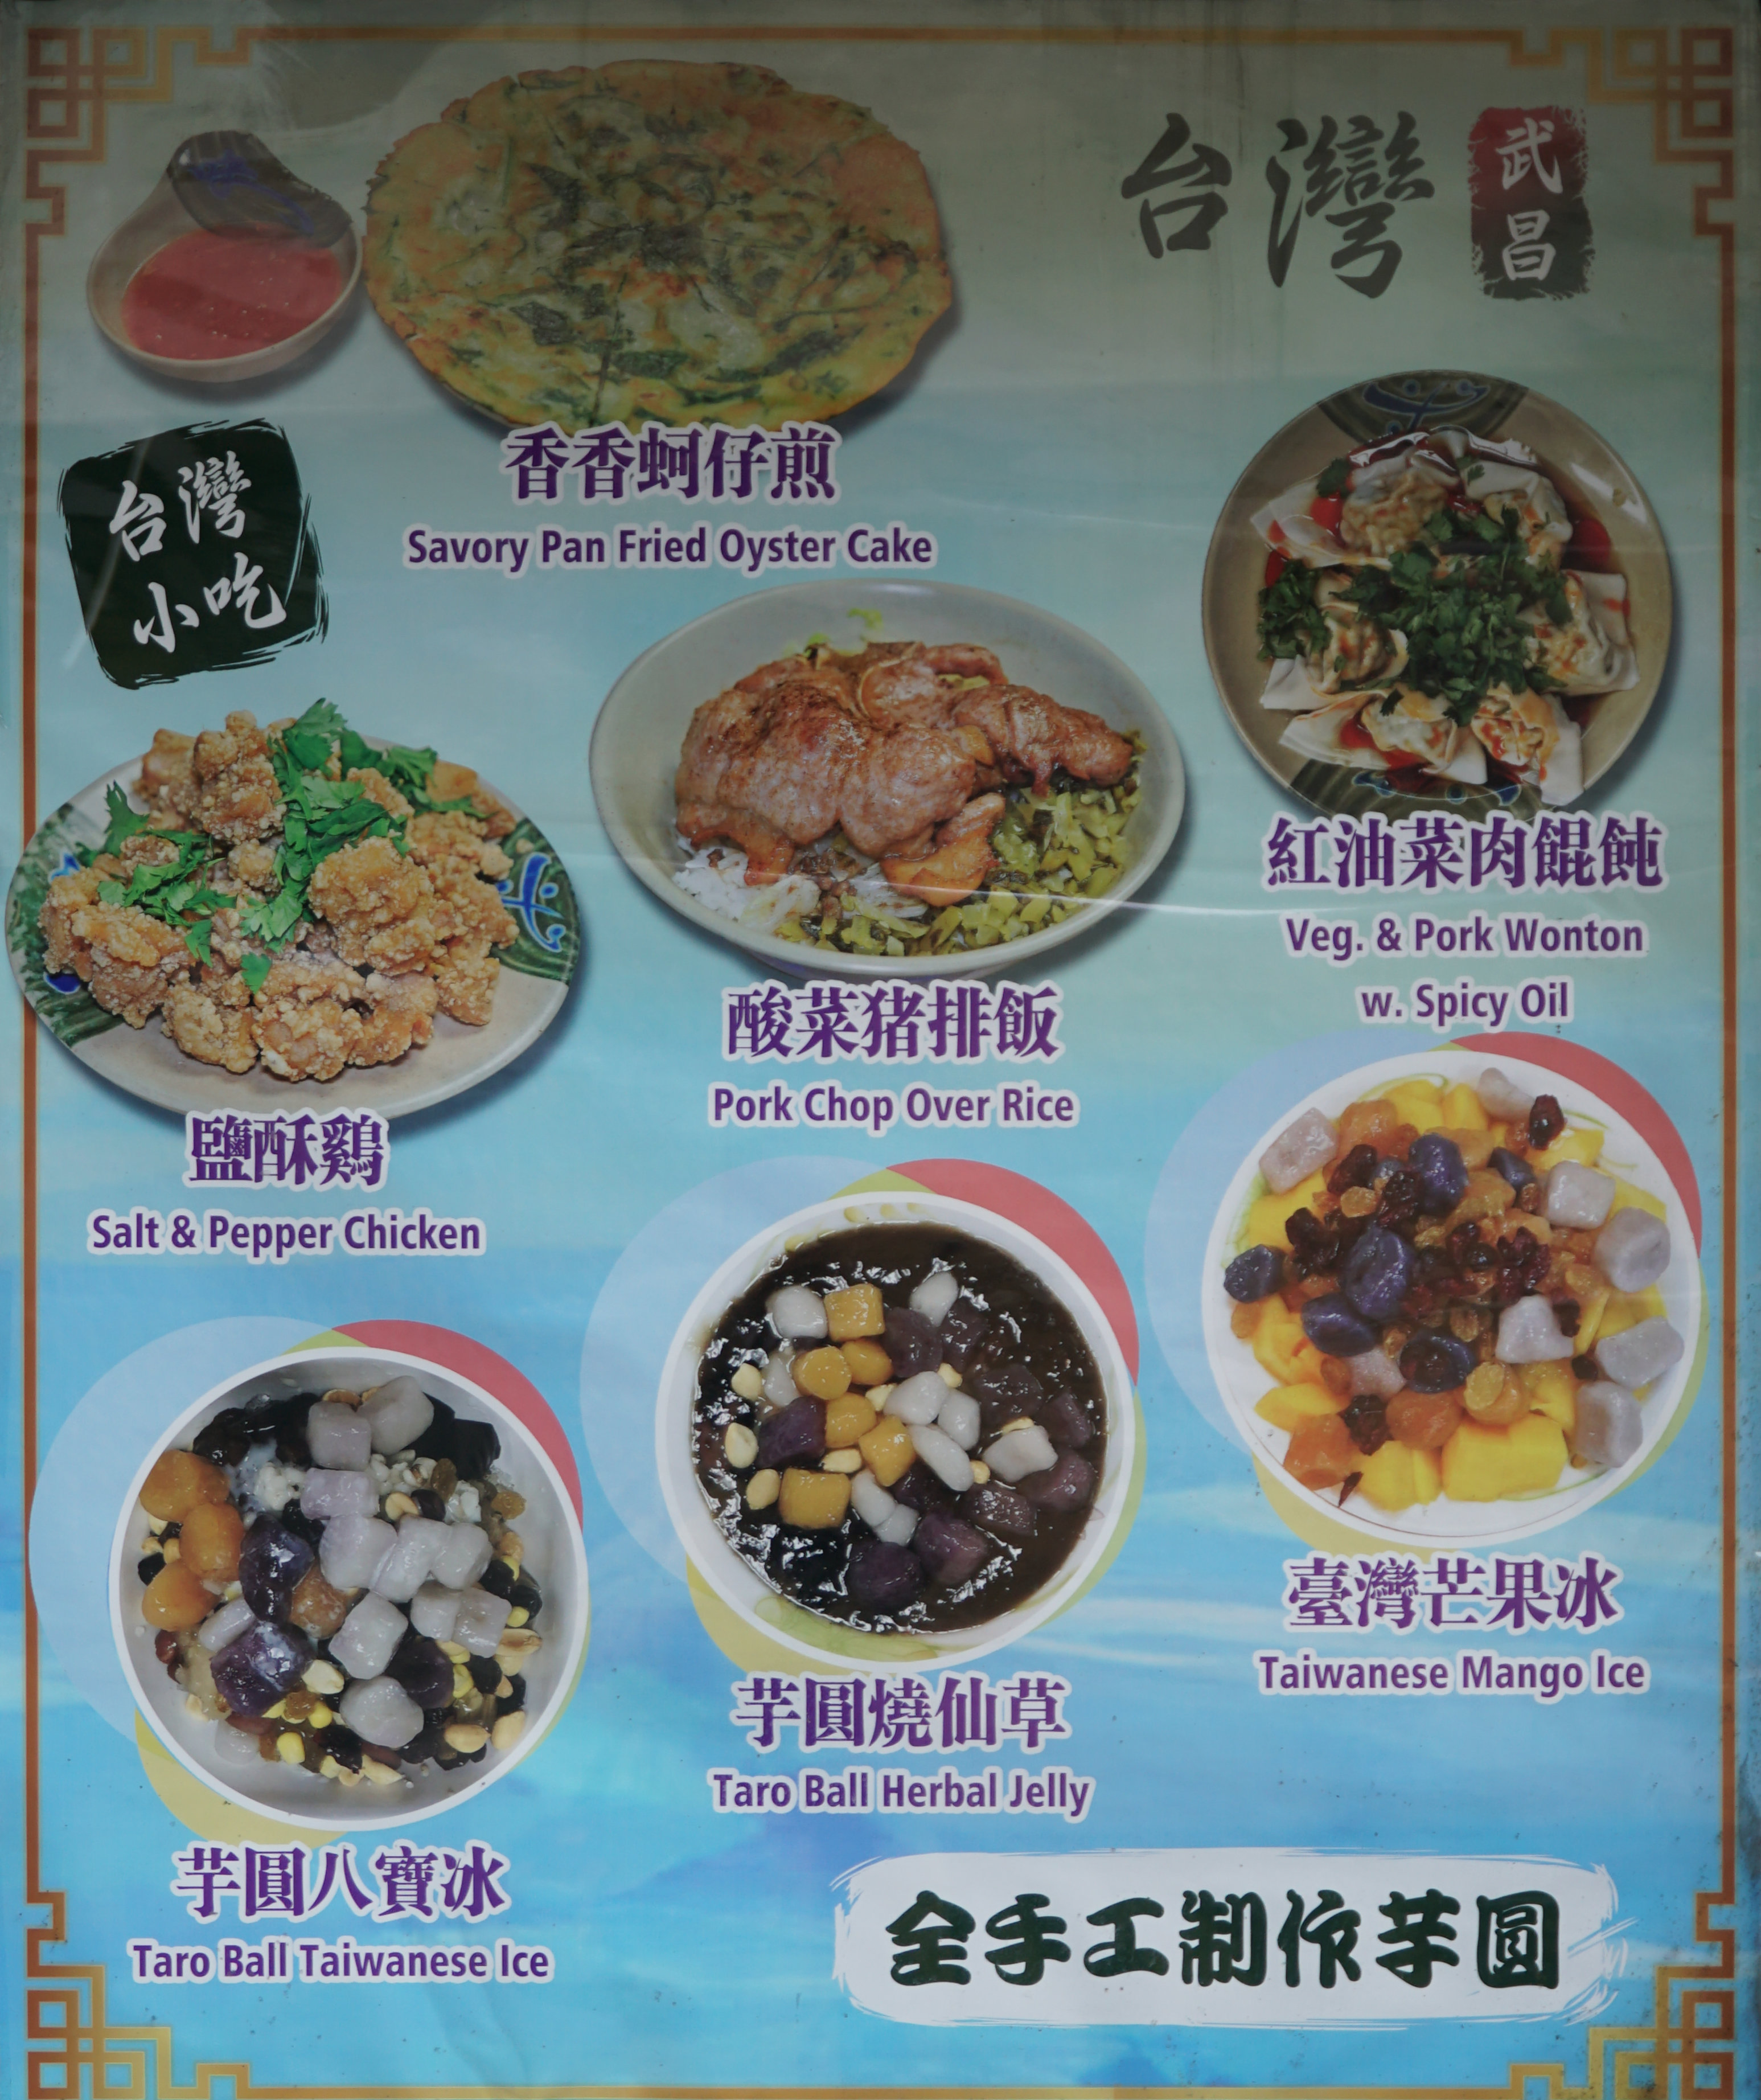 台灣
武昌
香香蚵仔煎
Savory Pan Fried Oyster Cake
台灣
小吃
紅油菜肉餛飩
Veg. & Pork Wonton
w. Spicy Oil
酸菜猪排飯
Pork Chop Over Rice
鹽酥鷄
Salt & Pepper Chicken
臺灣芒果冰
Taiwanese Mango Ice
芋圓燒仙草
Taro Ball Herbal Jelly
芋圓八寶冰
Taro Ball Taiwanese Ice
全手工制作芋圓